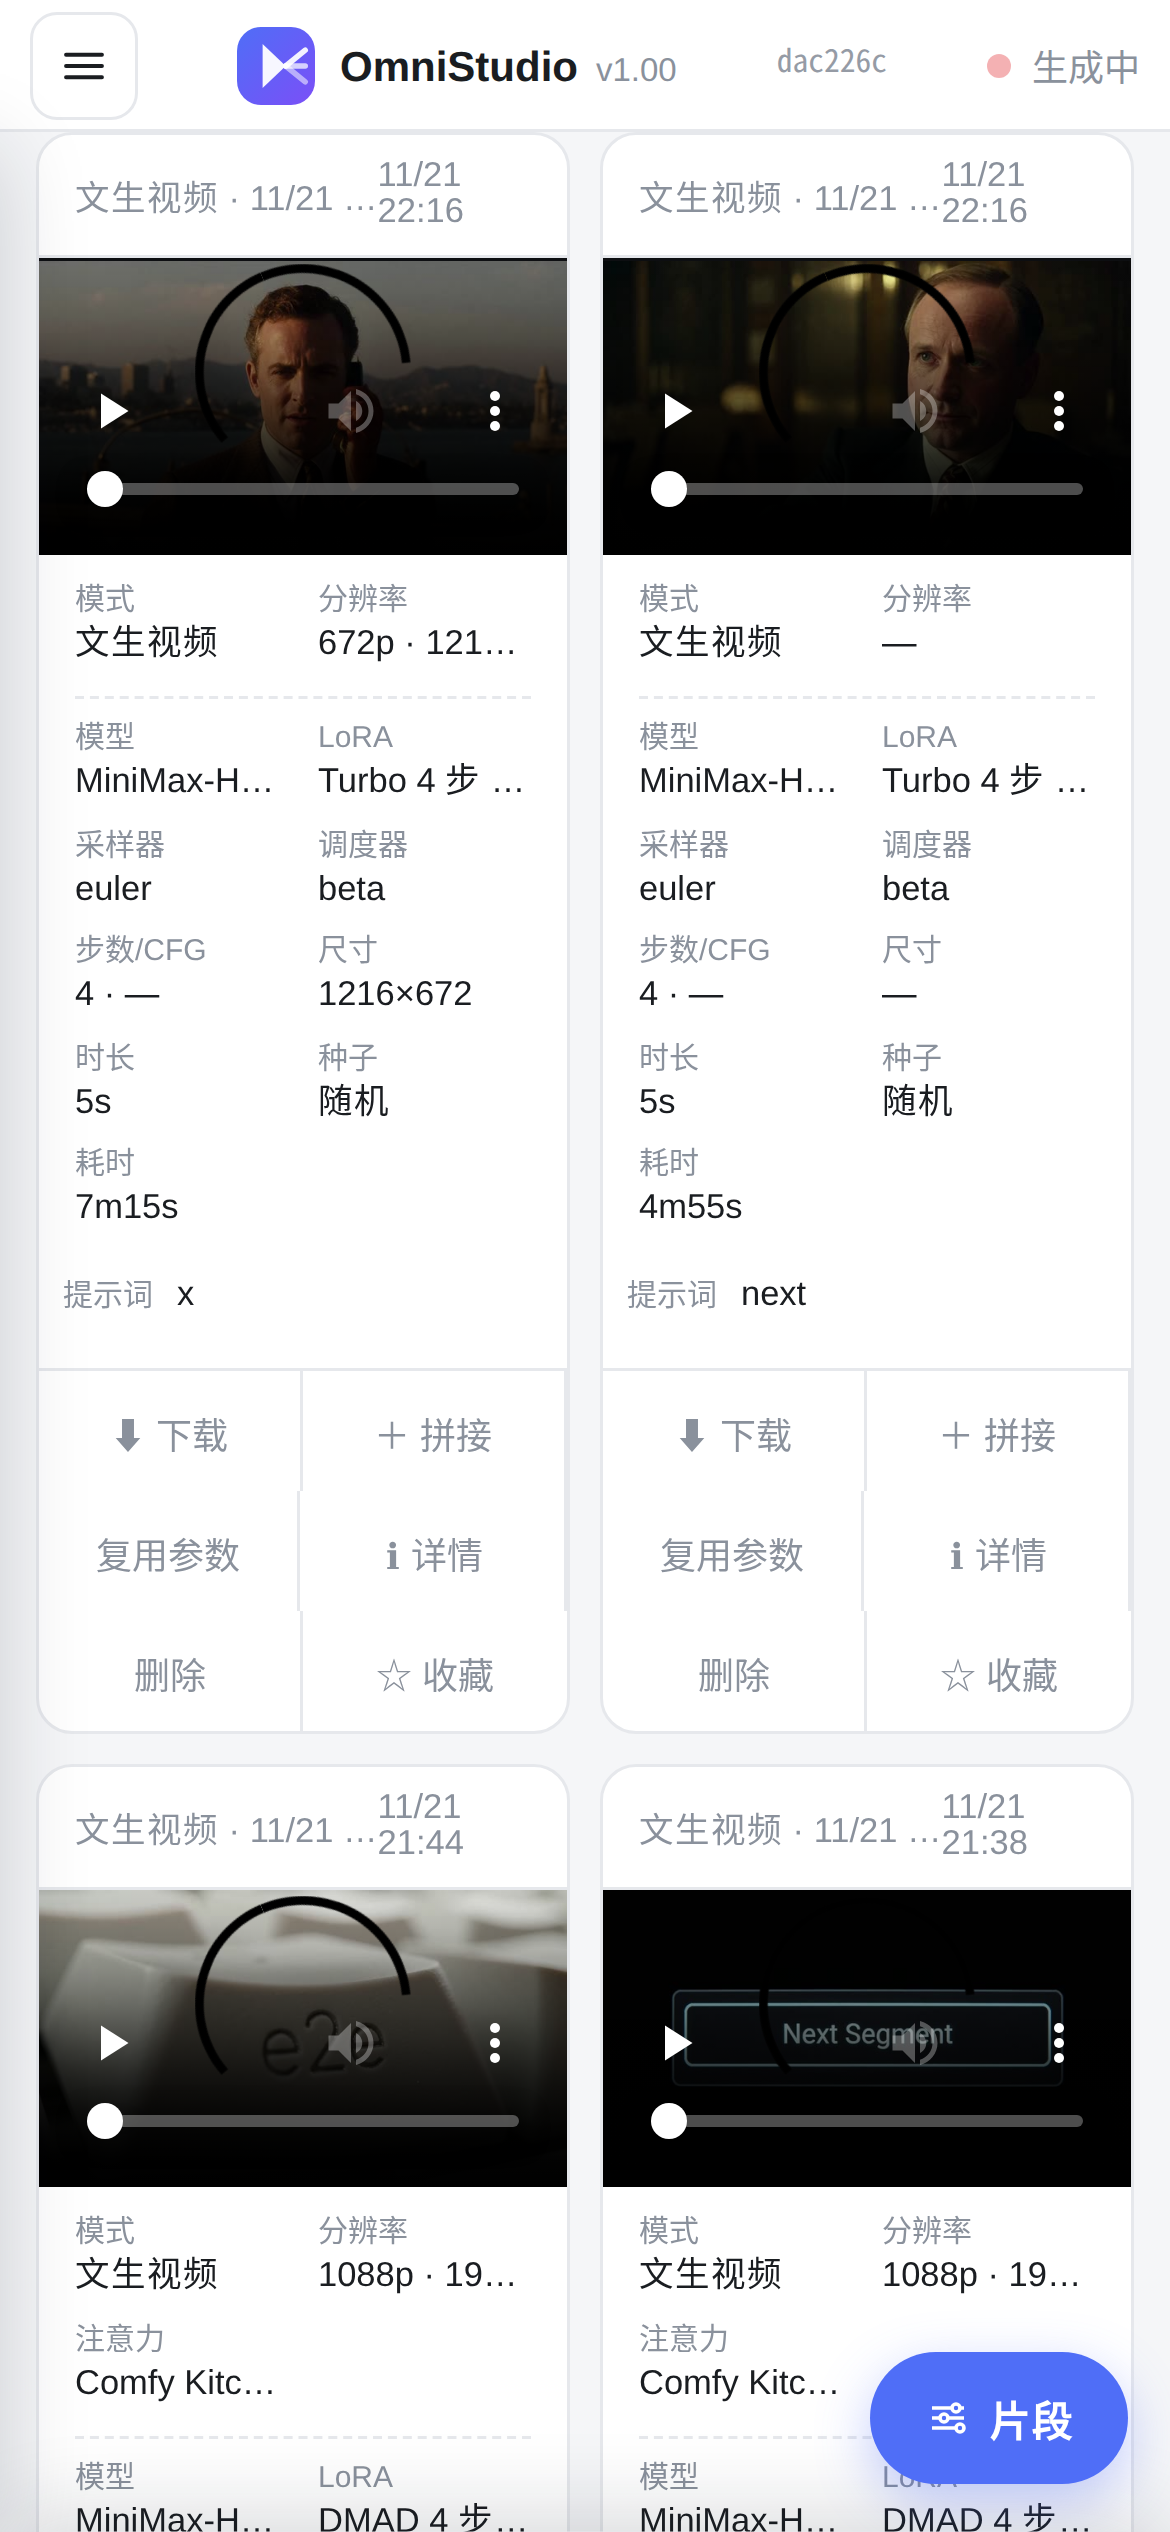 OmniStudio v1.00 dac226c 生成中
文生视频 · 11/21 … 11/21 22:16
文生视频 · 11/21 … 11/21 22:16
模式 分辨率
文生视频 672p · 121…
模型 LoRA
MiniMax-H… Turbo 4 步 …
采样器 调度器
euler beta
步数/CFG 尺寸
4 · — 1216×672
时长 种子
5s 随机
耗时
7m15s
提示词 x
⬇ 下载 ＋ 拼接
复用参数 ℹ 详情
删除 ☆ 收藏
模式 分辨率
文生视频 —
模型 LoRA
MiniMax-H… Turbo 4 步 …
采样器 调度器
euler beta
步数/CFG 尺寸
4 · — —
时长 种子
5s 随机
耗时
4m55s
提示词 next
⬇ 下载 ＋ 拼接
复用参数 ℹ 详情
删除 ☆ 收藏
文生视频 · 11/21 … 11/21 21:44
e2e
模式 分辨率
文生视频 1088p · 19…
注意力
Comfy Kitc…
模型 LoRA
MiniMax-H… DMAD 4 步…
文生视频 · 11/21 … 11/21 21:38
Next Segment
模式 分辨率
文生视频 1088p · 19…
注意力
Comfy Kitc…
模型 LoRA
MiniMax-H… DMAD 4 步…
片段